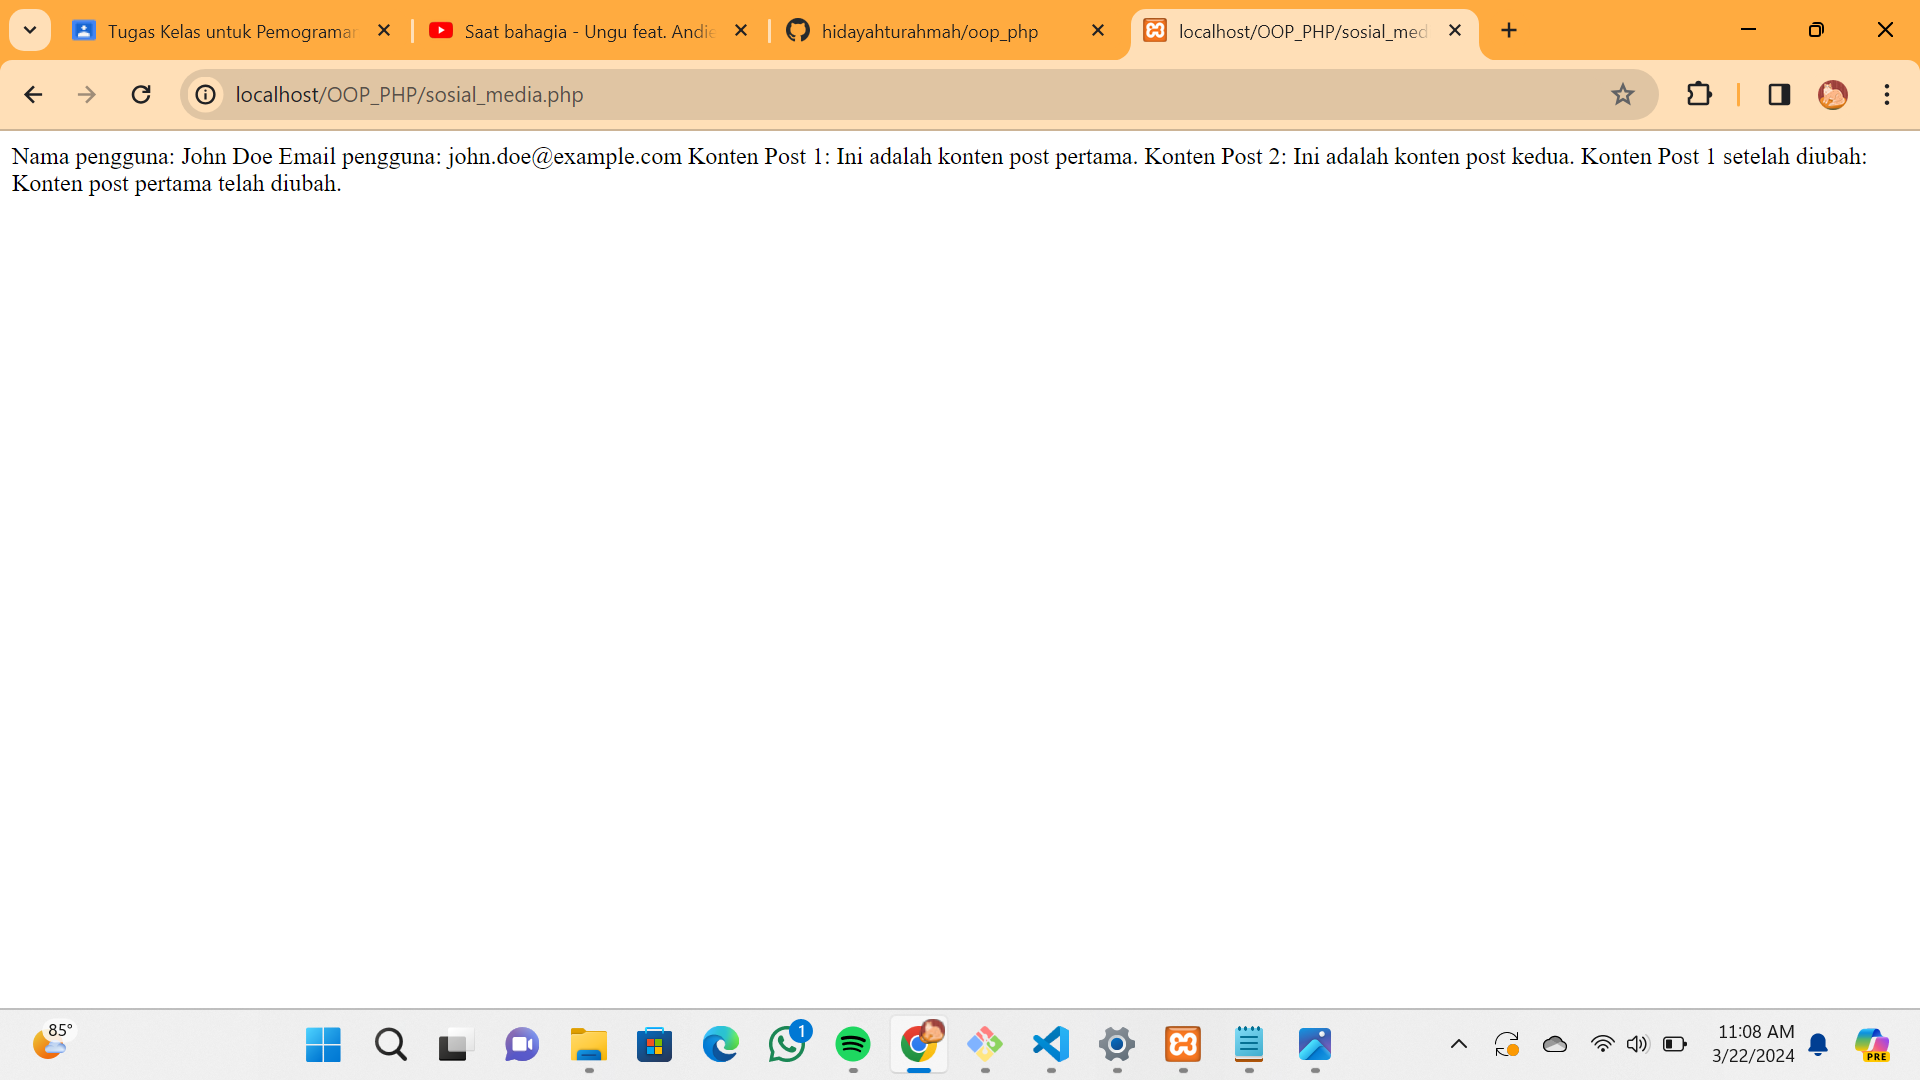 Tugas Kelas untuk Pemograman
Saat bahagia - Ungu feat. Andie
hidayahturahmah/oop_php
localhost/OOP_PHP/sosial_med
localhost/OOP_PHP/sosial_media.php
Nama pengguna: John Doe Email pengguna: john.doe@example.com Konten Post 1: Ini adalah konten post pertama. Konten Post 2: Ini adalah konten post kedua. Konten Post 1 setelah diubah:
Konten post pertama telah diubah.
85°
1
PRE
11:08 AM
3/22/2024